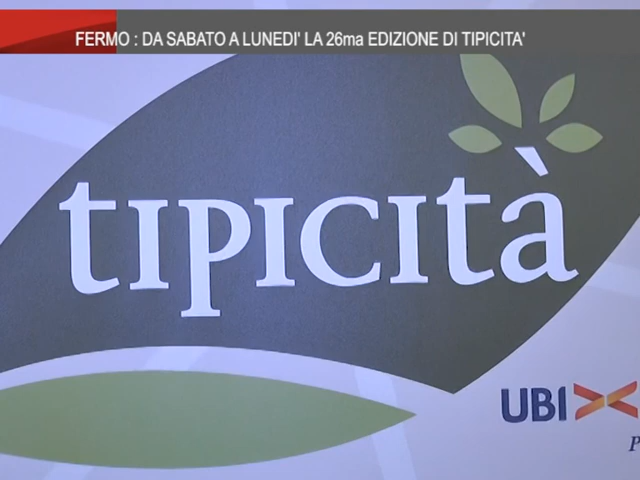 FERMO : DA SABATO A LUNEDI' LA 26ma EDIZIONE DI TIPICITA'
tipicità
UBI
P